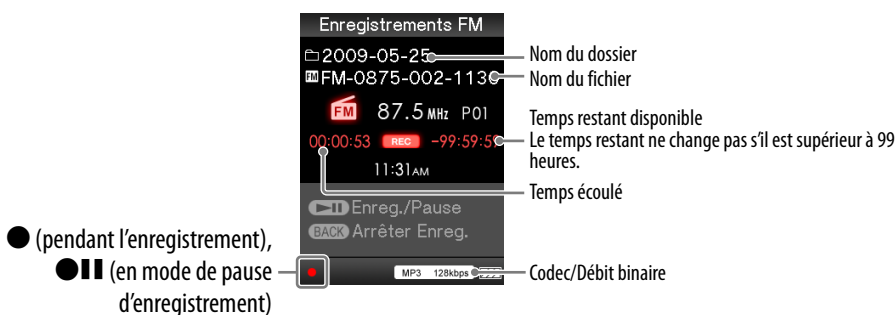 Enregistrements FM
2009-05-25
FM FM-0875-002-1130
FM 87.5 MHz P01
00:00:53 REC -99:59:59
11:31AM
►II Enreg./Pause
BACK Arrêter Enreg.
MP3 128kbps
Nom du dossier
Nom du fichier
Temps restant disponible
Le temps restant ne change pas s’il est supérieur à 99
heures.
Temps écoulé
Codec/Débit binaire
● (pendant l’enregistrement),
●▮▮ (en mode de pause
d’enregistrement)